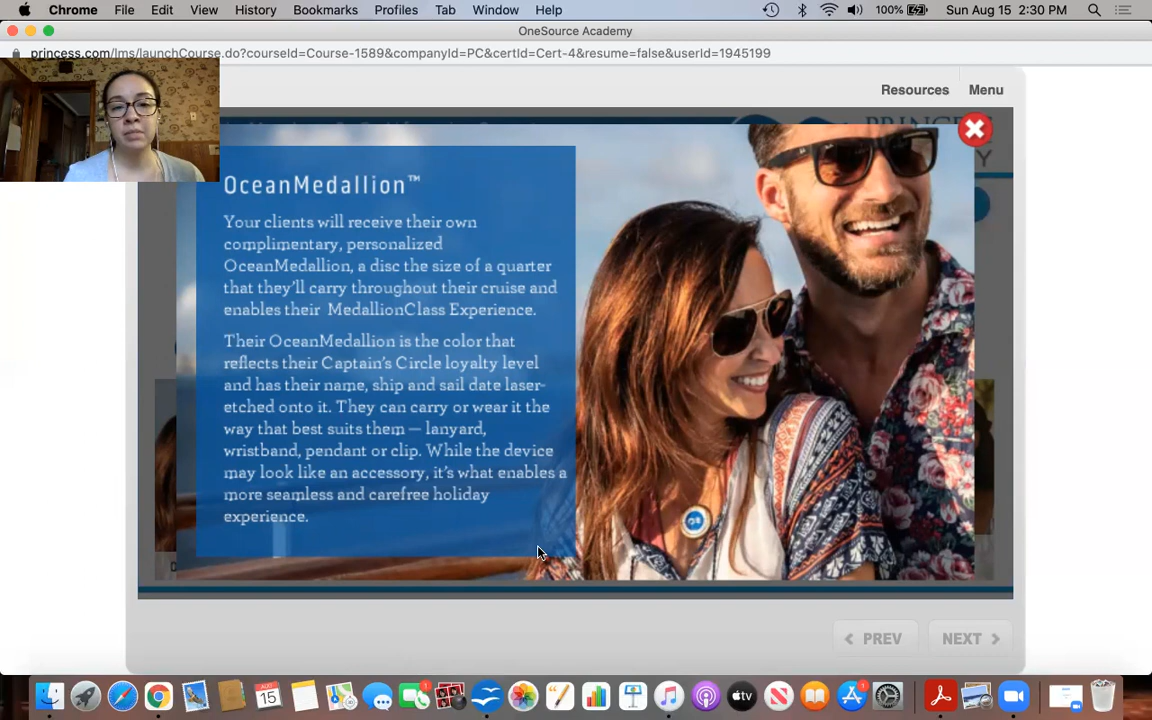 Chrome File Edit View History Bookmarks Profiles Tab Window Help 100% Sun Aug 15 2:30 PM
OneSource Academy
princess.com/lms/launchCourse.do?courseId=Course-1589&companyId=PC&certId=Cert-4&resume=false&userId=1945199
Resources Menu
OceanMedallion™
Your clients will receive their own
complimentary, personalized
OceanMedallion, a disc the size of a quarter
that they'll carry throughout their cruise and
enables their MedallionClass Experience.
Their OceanMedallion is the color that
reflects their Captain's Circle loyalty level
and has their name, ship and sail date laser-
etched onto it. They can carry or wear it the
way that best suits them — lanyard,
wristband, pendant or clip. While the device
may look like an accessory, it's what enables a
more seamless and carefree holiday
experience.
PREV NEXT
AUG
15
1
tv
1